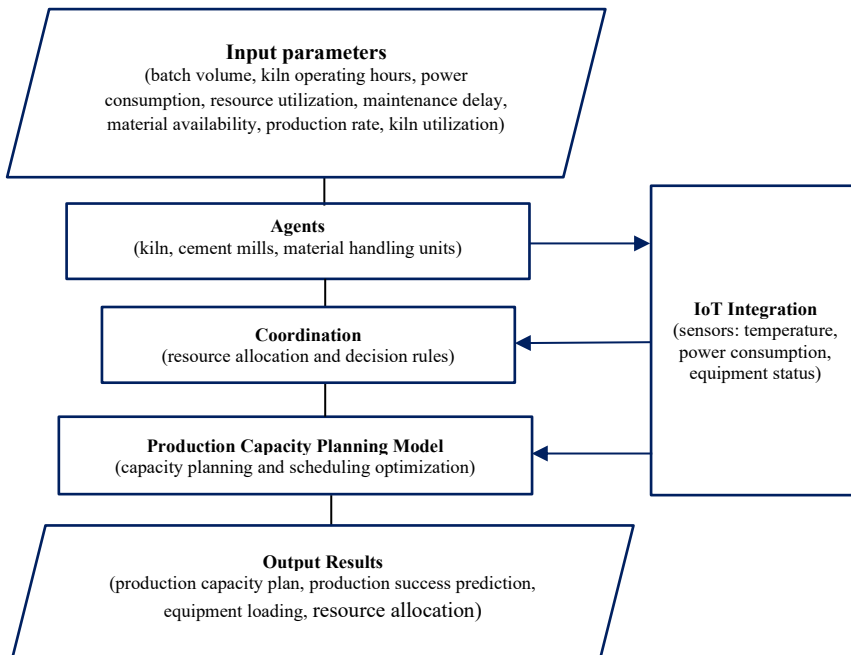 Input parameters
(batch volume, kiln operating hours, power
consumption, resource utilization, maintenance delay,
material availability, production rate, kiln utilization)
Agents
(kiln, cement mills, material handling units)
IoT Integration
(sensors: temperature,
power consumption,
equipment status)
Coordination
(resource allocation and decision rules)
Production Capacity Planning Model
(capacity planning and scheduling optimization)
Output Results
(production capacity plan, production success prediction,
equipment loading, resource allocation)